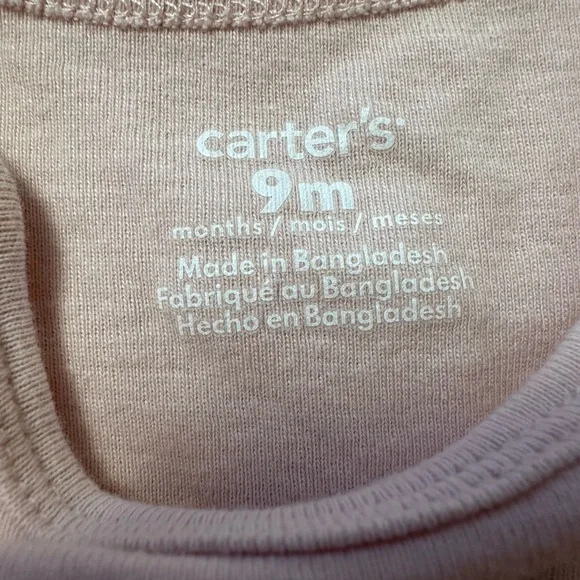 carter's
9m
months / mois / meses
Made in Bangladesh
Fabriqué au Bangladesh
Hecho en Bangladesh